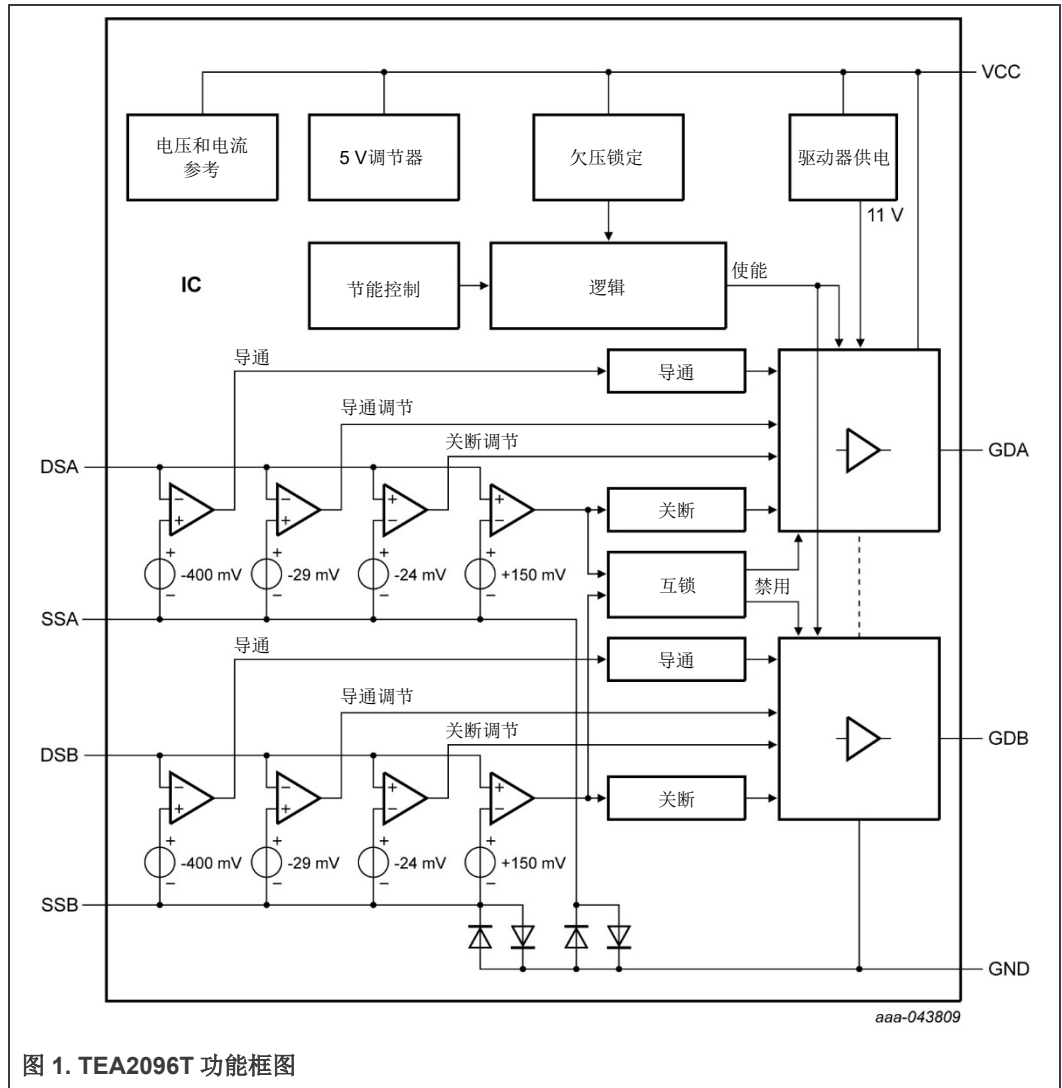 VCC
电压和电流
参考
5 V调节器
欠压锁定
驱动器供电
11 V
IC
节能控制
逻辑
使能
导通
导通
导通调节
关断调节
DSA
GDA
- + - + - + + -
关断
+ -400 mV - + -29 mV - + -24 mV - + +150 mV -
互锁
禁用
SSA
导通
导通
导通调节
关断调节
DSB
GDB
- + - + - + + -
关断
+ -400 mV - + -29 mV - + -24 mV - + +150 mV -
SSB
GND
aaa-043809
图 1. TEA2096T 功能框图